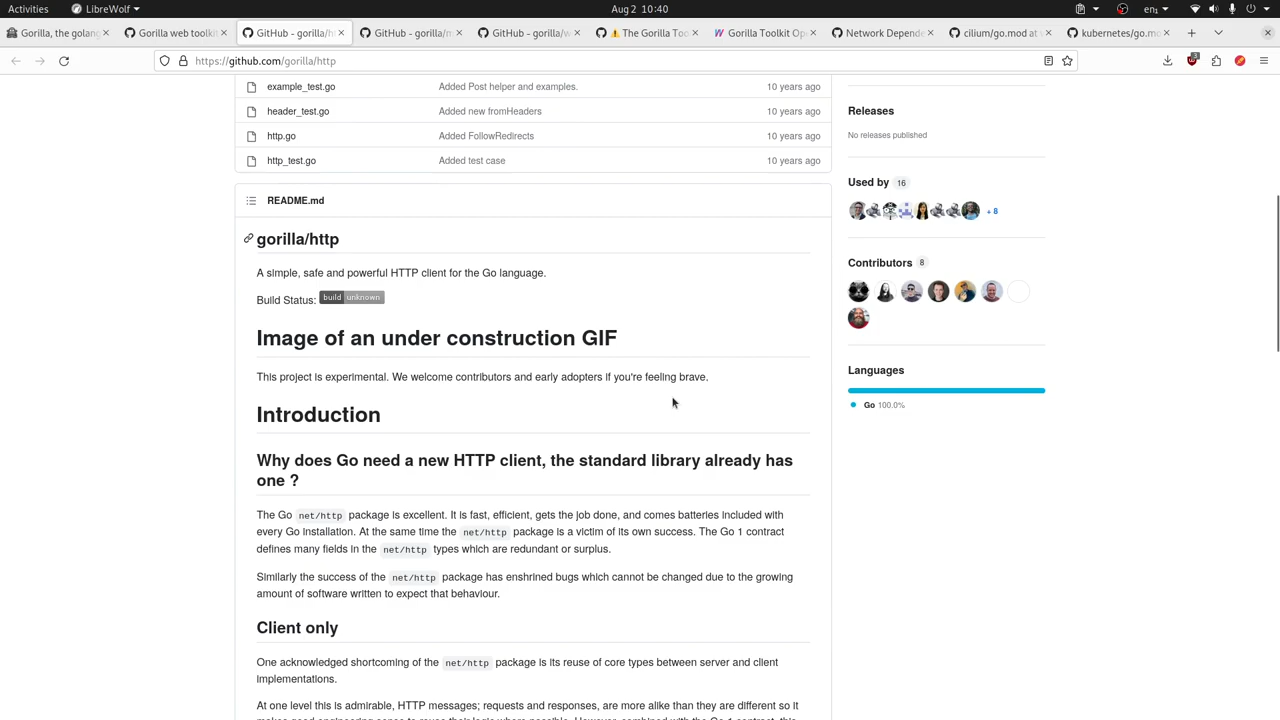 Activities
LibreWolf
Aug 2 10:40
en1
Gorilla, the golang
Gorilla web toolkit
GitHub - gorilla/h
GitHub - gorilla/m
GitHub - gorilla/w
The Gorilla Too
Gorilla Toolkit Op
Network Depende
cilium/go.mod at
kubernetes/go.mo
https://github.com/gorilla/http
3
example_test.go Added Post helper and examples. 10 years ago
header_test.go Added new fromHeaders 10 years ago
http.go Added FollowRedirects 10 years ago
http_test.go Added test case 10 years ago
README.md
gorilla/http
A simple, safe and powerful HTTP client for the Go language.
Build Status: build unknown
Image of an under construction GIF
This project is experimental. We welcome contributors and early adopters if you're feeling brave.
Introduction
Why does Go need a new HTTP client, the standard library already has
one ?
The Go net/http package is excellent. It is fast, efficient, gets the job done, and comes batteries included with
every Go installation. At the same time the net/http package is a victim of its own success. The Go 1 contract
defines many fields in the net/http types which are redundant or surplus.
Similarly the success of the net/http package has enshrined bugs which cannot be changed due to the growing
amount of software written to expect that behaviour.
Client only
One acknowledged shortcoming of the net/http package is its reuse of core types between server and client
implementations.
At one level this is admirable, HTTP messages; requests and responses, are more alike than they are different so it
Releases
No releases published
Used by 16
+ 8
Contributors 8
Languages
Go 100.0%